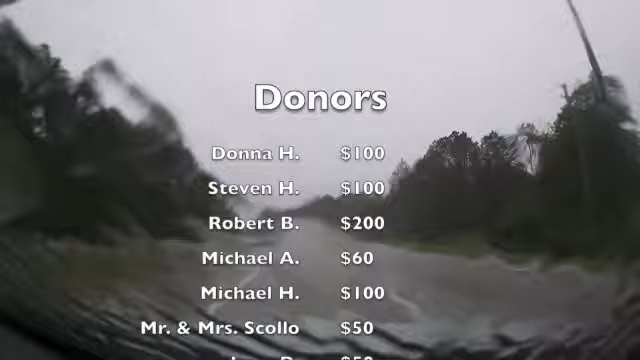 Donors
Donna H. $100
Steven H. $100
Robert B. $200
Michael A. $60
Michael H. $100
Mr. & Mrs. Scollo $50